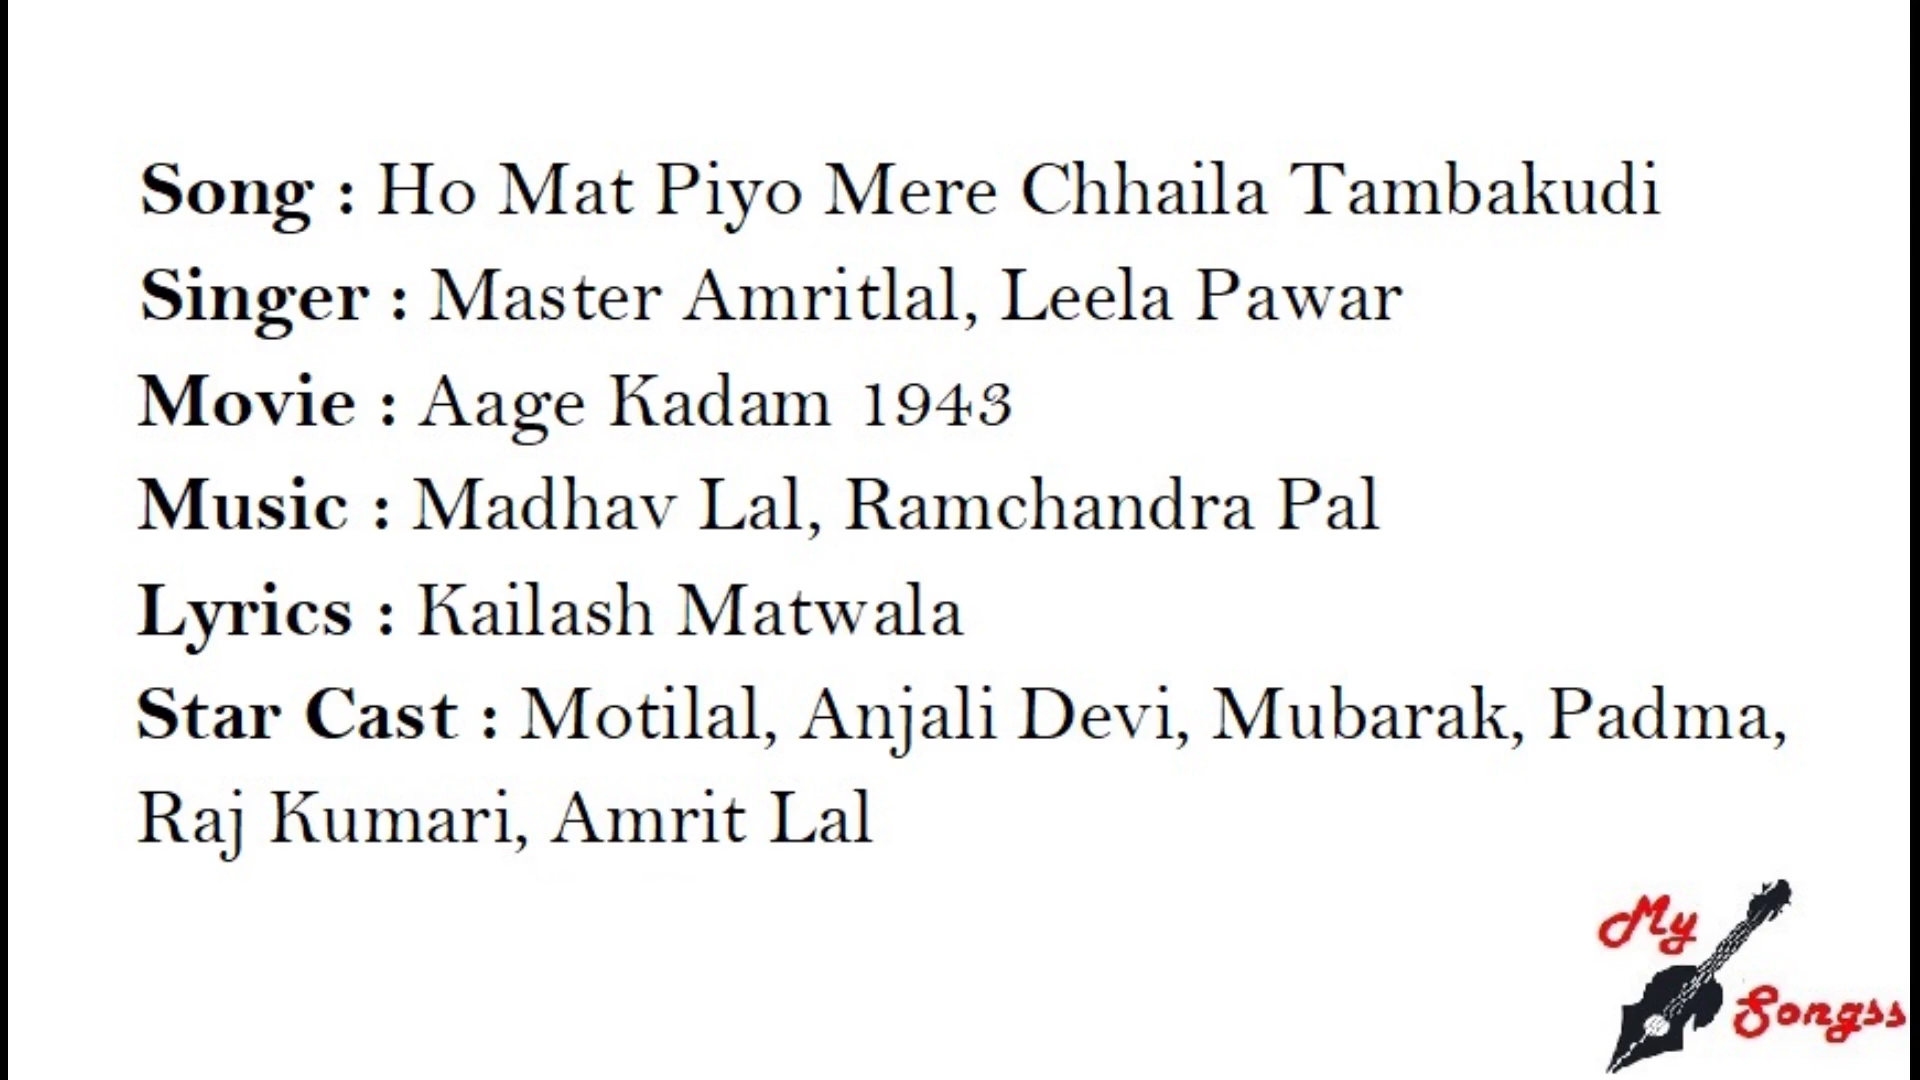 Song : Ho Mat Piyo Mere Chhaila Tambakudi
Singer : Master Amritlal, Leela Pawar
Movie : Aage Kadam 1943
Music : Madhav Lal, Ramchandra Pal
Lyrics : Kailash Matwala
Star Cast : Motilal, Anjali Devi, Mubarak, Padma,
Raj Kumari, Amrit Lal
My
Songss